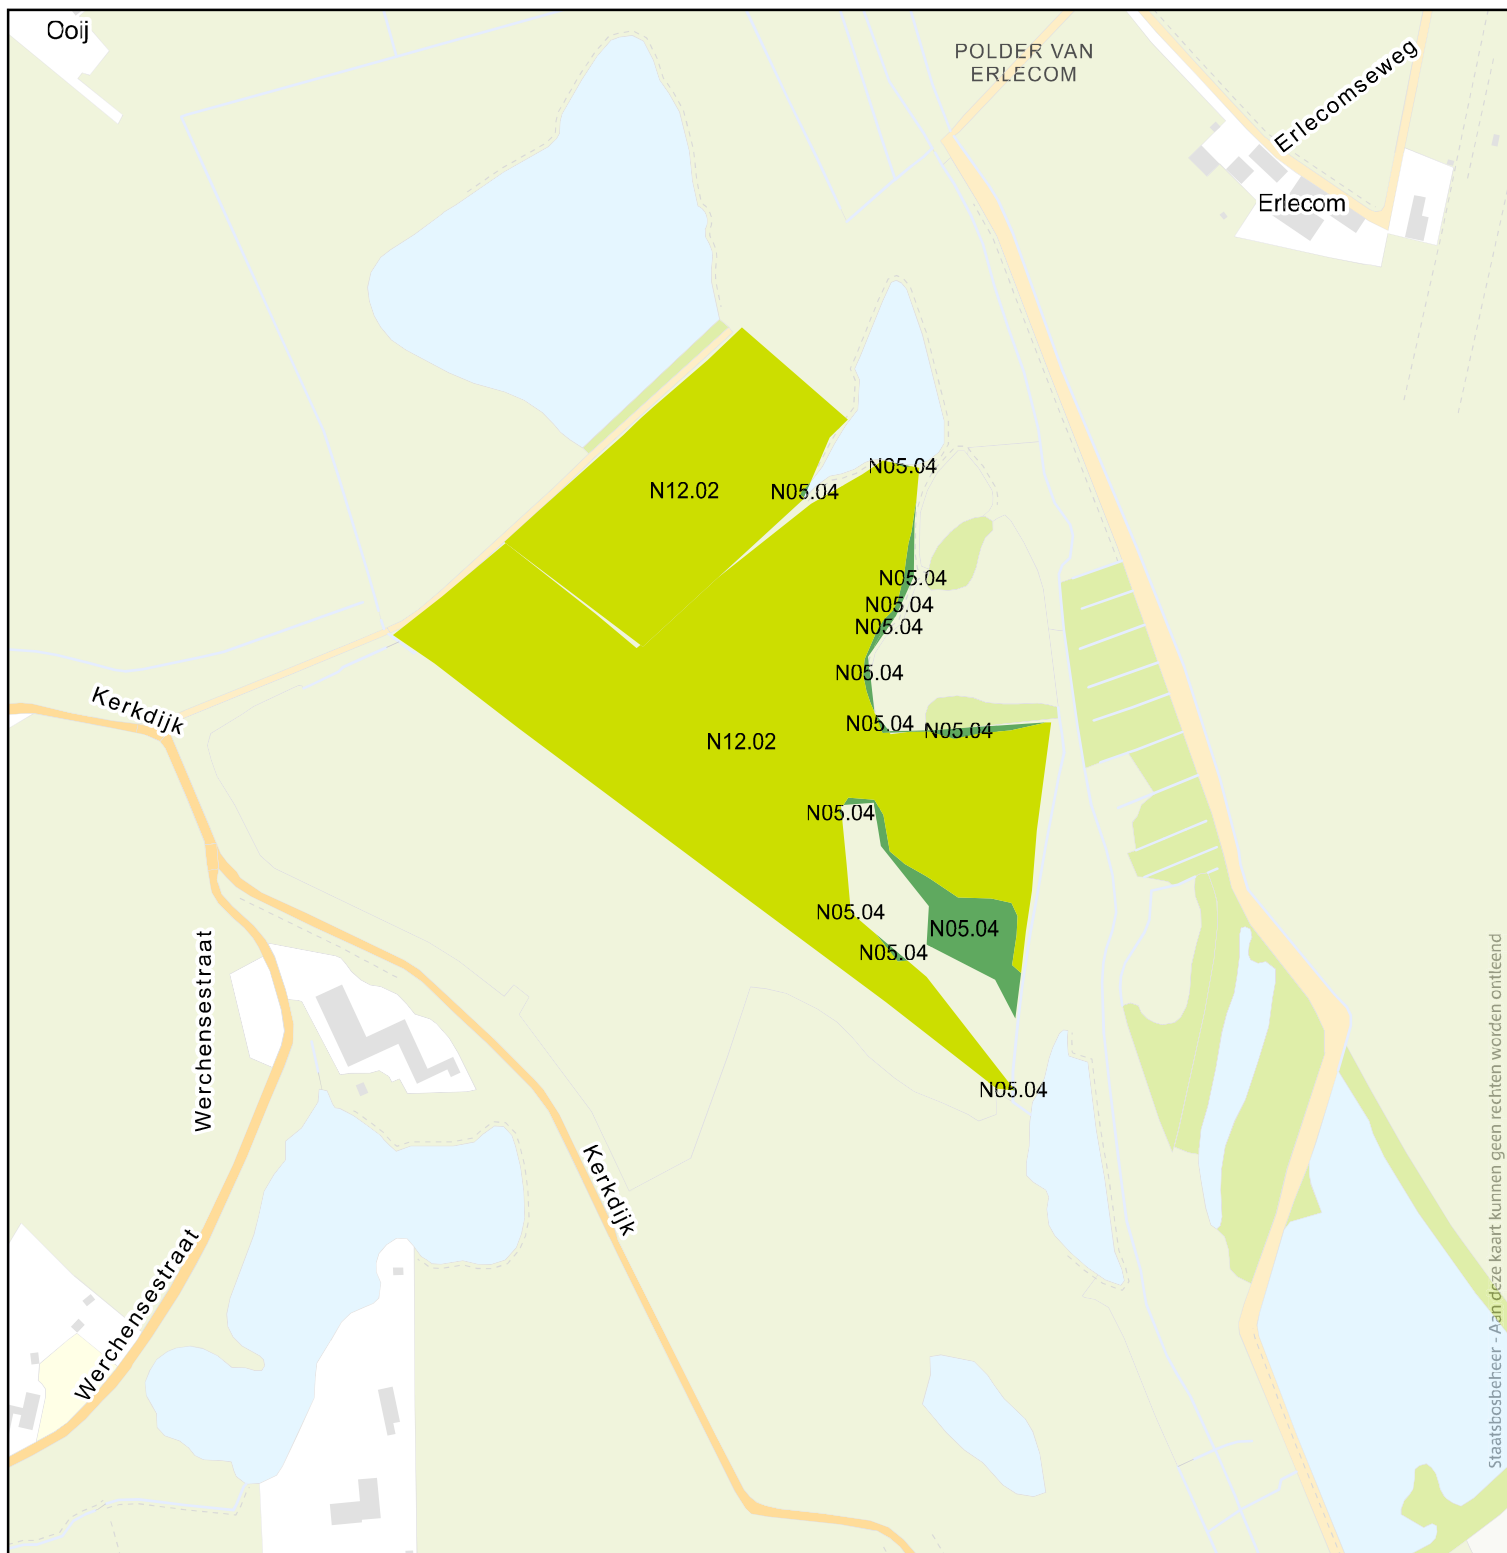 Ooij
POLDER VAN
ERLECOM
Erlecomseweg
Erlecom
N05.04
N12.02
N05.04
N05.04
N05.04
N05.04
N05.04
Kerkdijk
N05.04
N05.04
N12.02
N05.04
N05.04
N05.04
N05.04
Werchensestraat
N05.04
Kerkdijk
Werchensestraat
Staatsbosbeheer - Aan deze kaart kunnen geen rechten worden ontleend